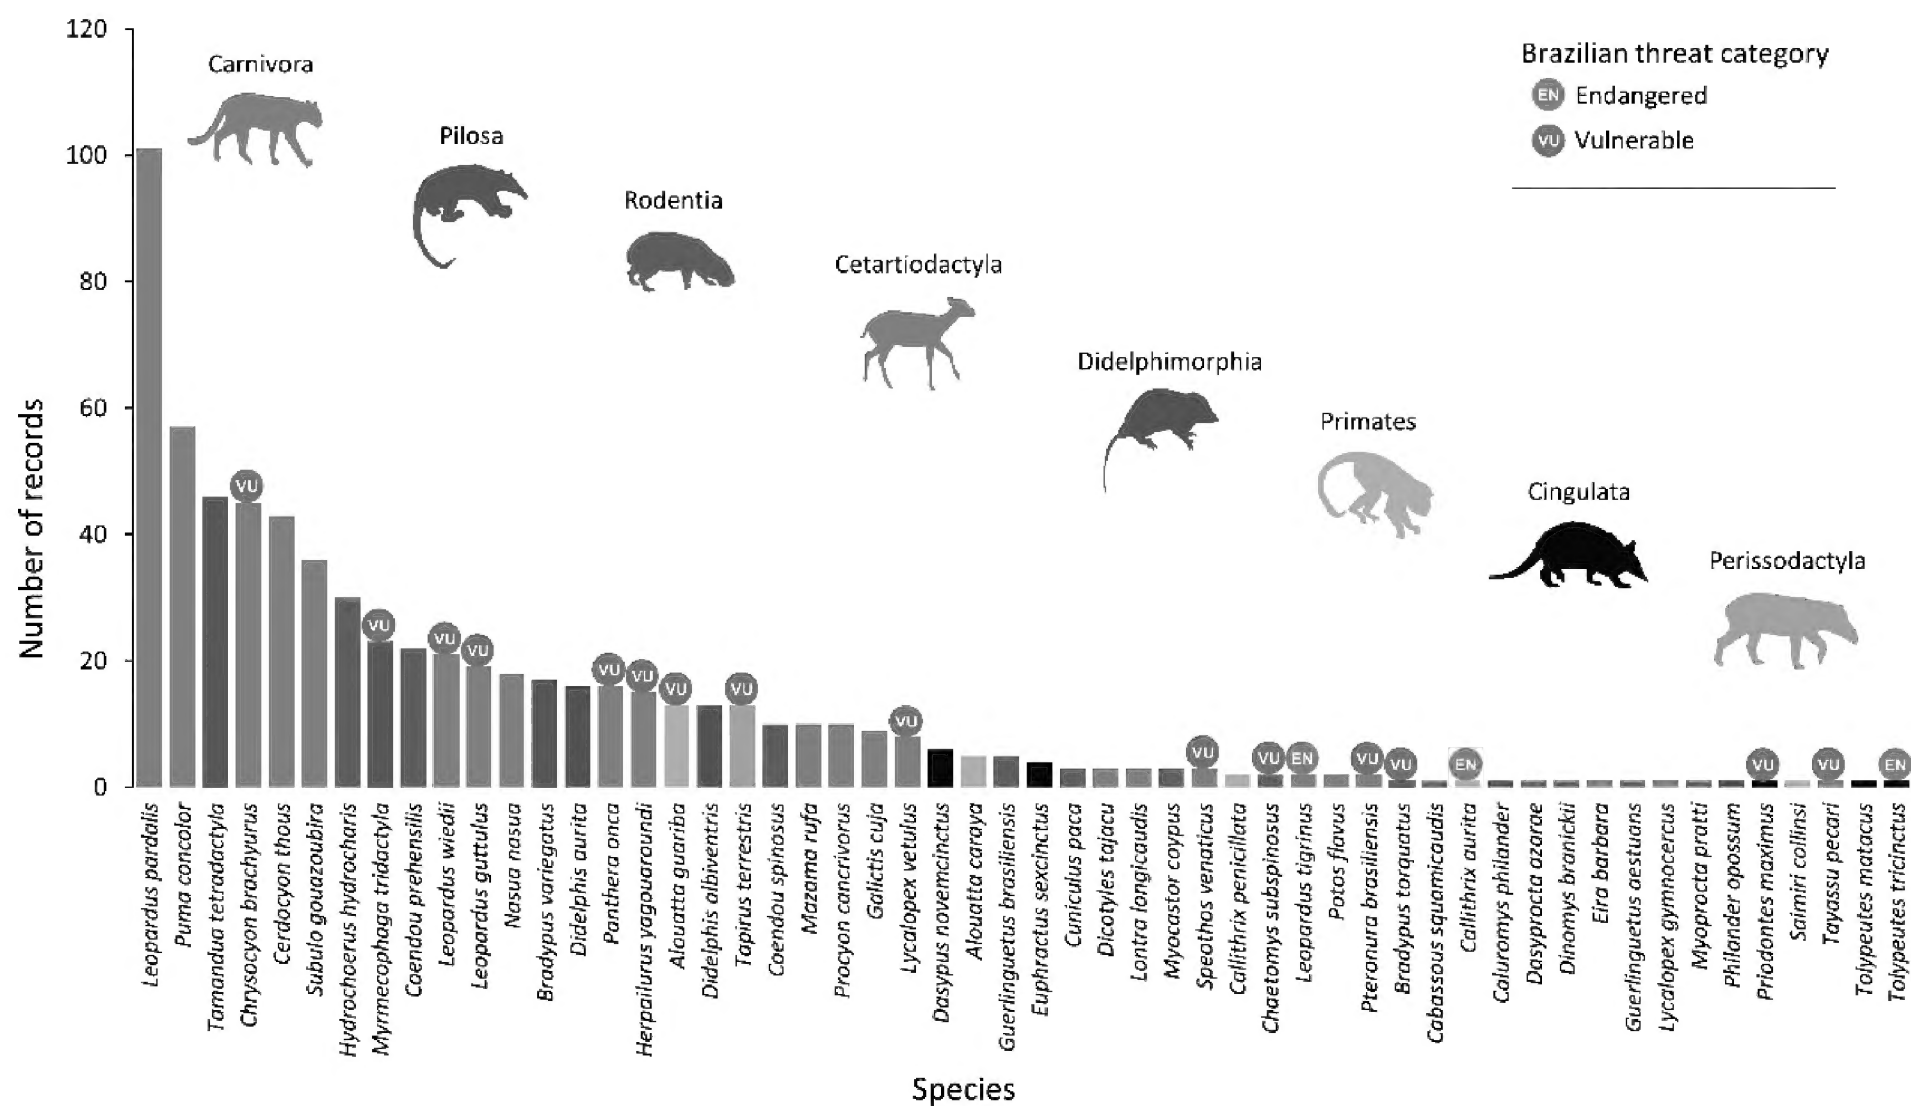 120
100
80
60
40
20
0
Number of records
Carnivora
Pilosa
Rodentia
Cetartiodactyla
Didelphimorphia
Primates
Cingulata
Perissodactyla
Brazilian threat category
EN Endangered
VU Vulnerable
VU
VU
VU
VU
VU
VU
VU
VU
VU
VU
VU
EN
VU
VU
EN
VU
VU
EN
Leopardus pardalis
Puma concolor
Tamandua tetradactyla
Chrysocyon brachyurus
Cerdocyon thous
Subulo gouazoubira
Hydrochoerus hydrocharis
Myrmecophaga tridactyla
Coendou prehensilis
Leopardus wiedii
Leopardus guttulus
Nasua nasua
Bradypus variegatus
Didelphis aurita
Panthera onca
Herpailurus yagouaroundi
Alouatta guariba
Didelphis albiventris
Tapirus terrestris
Coendou spinosus
Mazama rufa
Procyon cancrivorus
Galictis cuja
Lycalopex vetulus
Dasypus novemcinctus
Alouatta caraya
Guerlinguetus brasiliensis
Euphractus sexcinctus
Cuniculus paca
Dicotyles tajacu
Lontra longicaudis
Myocastor coypus
Speothos venaticus
Callithrix penicillata
Chaetomys subspinosus
Leopardus tigrinus
Potos flavus
Pteronura brasiliensis
Bradypus torquatus
Cabassous squamicaudis
Callithrix aurita
Caluromys philander
Dasyprocta azarae
Dinomys branickii
Eira barbara
Guerlinguetus aestuans
Lycalopex gymnocercus
Myoprocta pratti
Philander opossum
Priodontes maximus
Saimiri collinsi
Tayassu pecari
Tolypeutes matacus
Tolypeutes tricinctus
Species